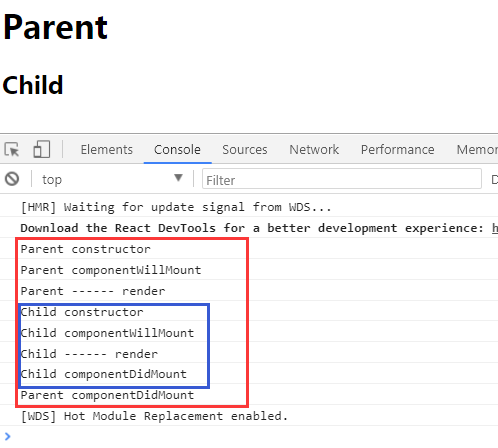 Parent
Child
Elements Console Sources Network Performance Memor
top Filter D
[HMR] Waiting for update signal from WDS...
Download the React DevTools for a better development experience: h
Parent constructor
Parent componentWillMount
Parent ------ render
Child constructor
Child componentWillMount
Child ------ render
Child componentDidMount
Parent componentDidMount
[WDS] Hot Module Replacement enabled.